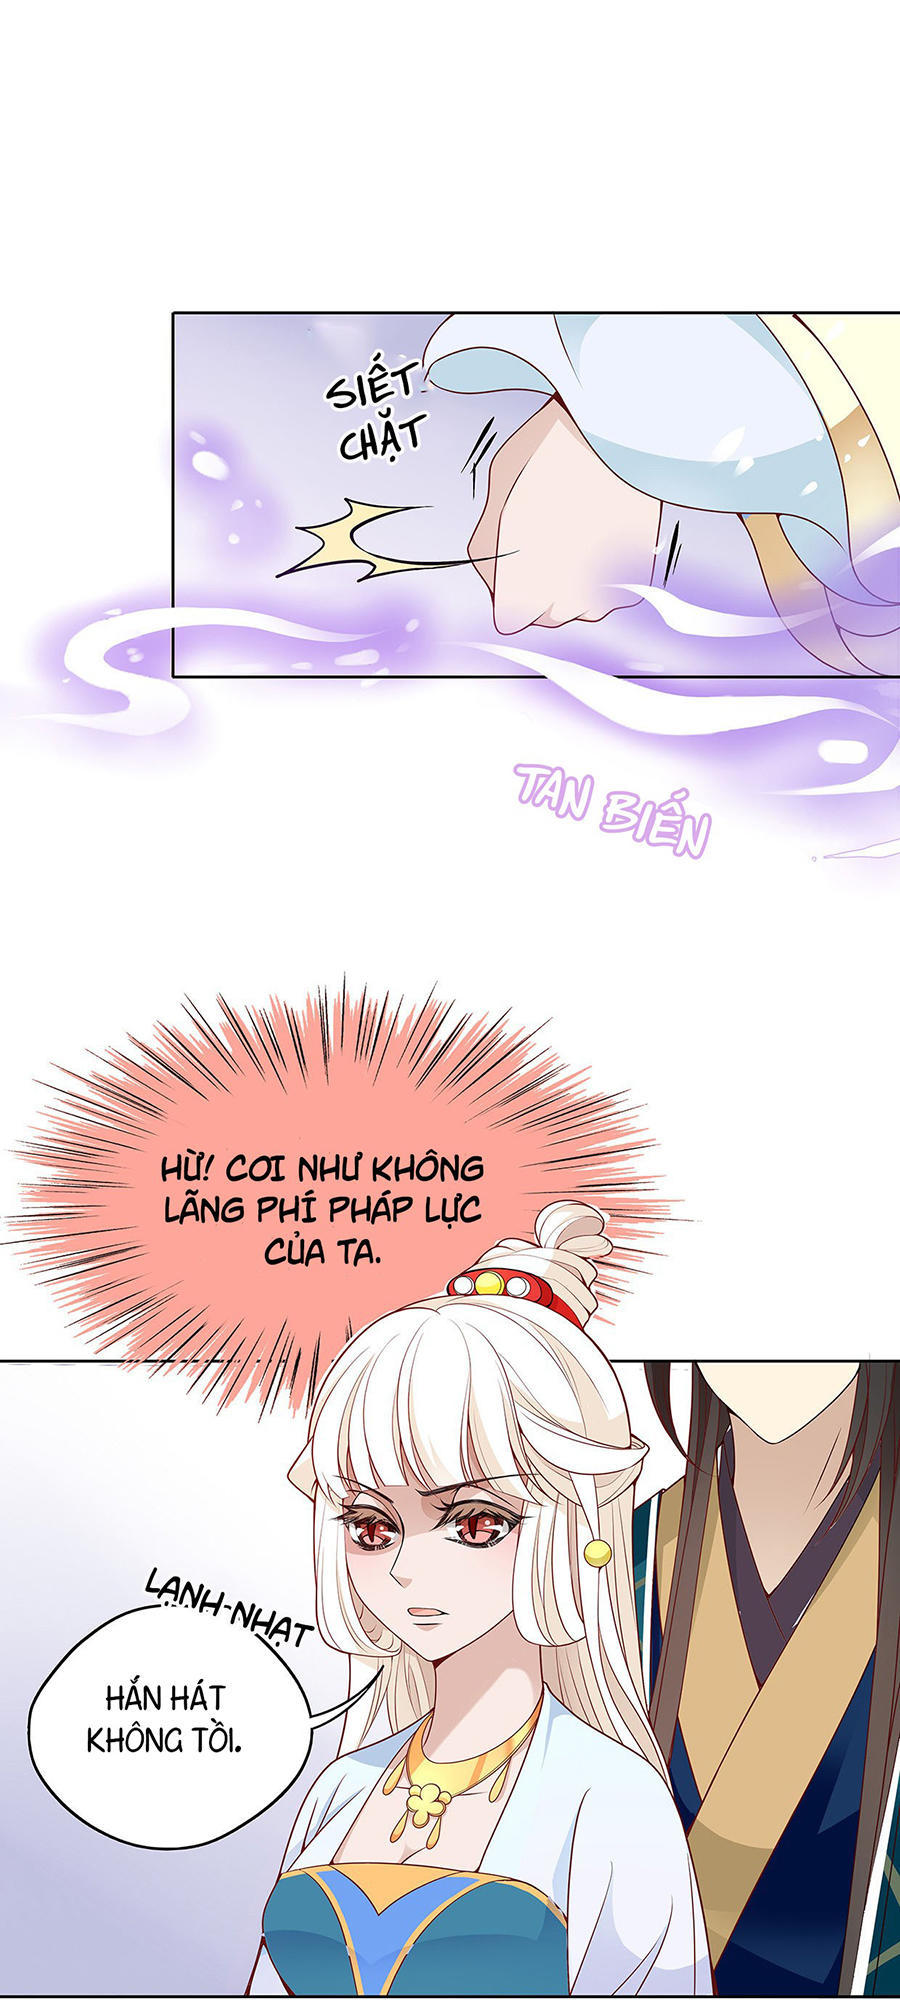 SIẾT
CHẶT
TAN BIẾN
HỪ! COI NHƯ KHÔNG
LÃNG PHÍ PHÁP LỰC
CỦA TA.
LẠNH NHẠT
HẮN HÁT
KHÔNG TỒI.